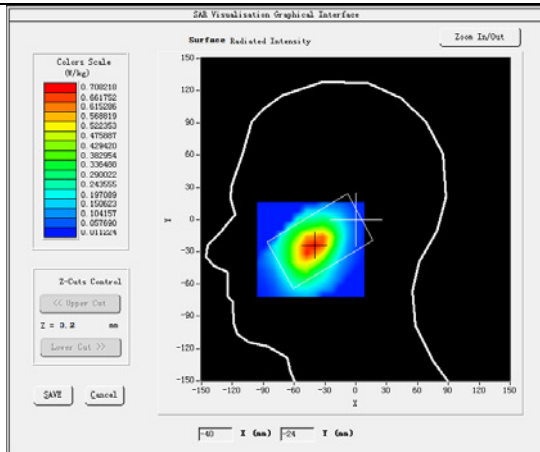 SAR Visualisation Graphical Interface
Surface Radiated Intensity
Zoom In/Out
Colors Scale
(W/kg)
0.708218
0.661752
0.615286
0.568819
0.522353
0.475887
0.429420
0.382954
0.336488
0.290022
0.243555
0.197089
0.150623
0.104157
0.057690
0.011224
Z-Cuts Control
<< Upper Cut
Z = 3.2 mm
Lower Cut >>
SAVE Cancel
150
120
90
60
30
0
-30
-60
-90
-120
-150
Y
-150 -120 -90 -60 -30 0 30 60 90 120 150
X
-40 X (mm) -24 Y (mm)